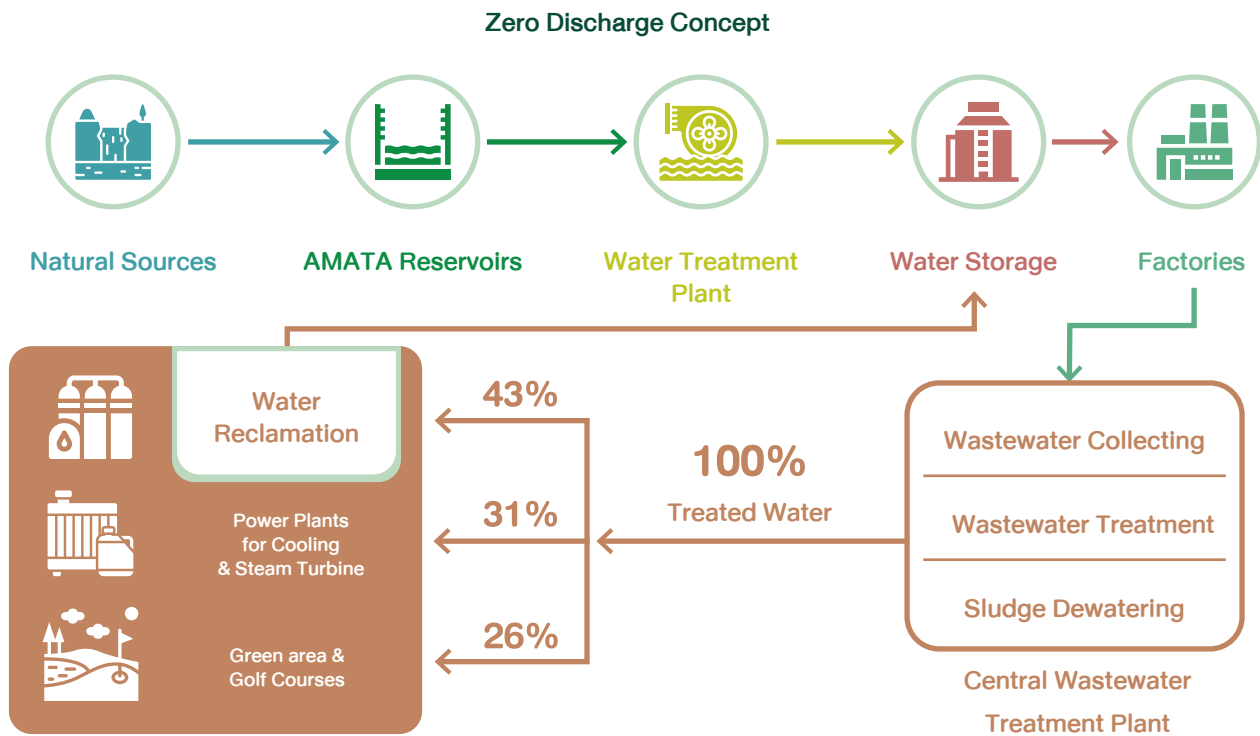 Zero Discharge Concept
Natural Sources
AMATA Reservoirs
Water Treatment
Plant
Water Storage
Factories
Water
Reclamation
43%
100%
Treated Water
Wastewater Collecting
Power Plants
for Cooling
& Steam Turbine
31%
Wastewater Treatment
Green area &
Golf Courses
26%
Sludge Dewatering
Central Wastewater
Treatment Plant